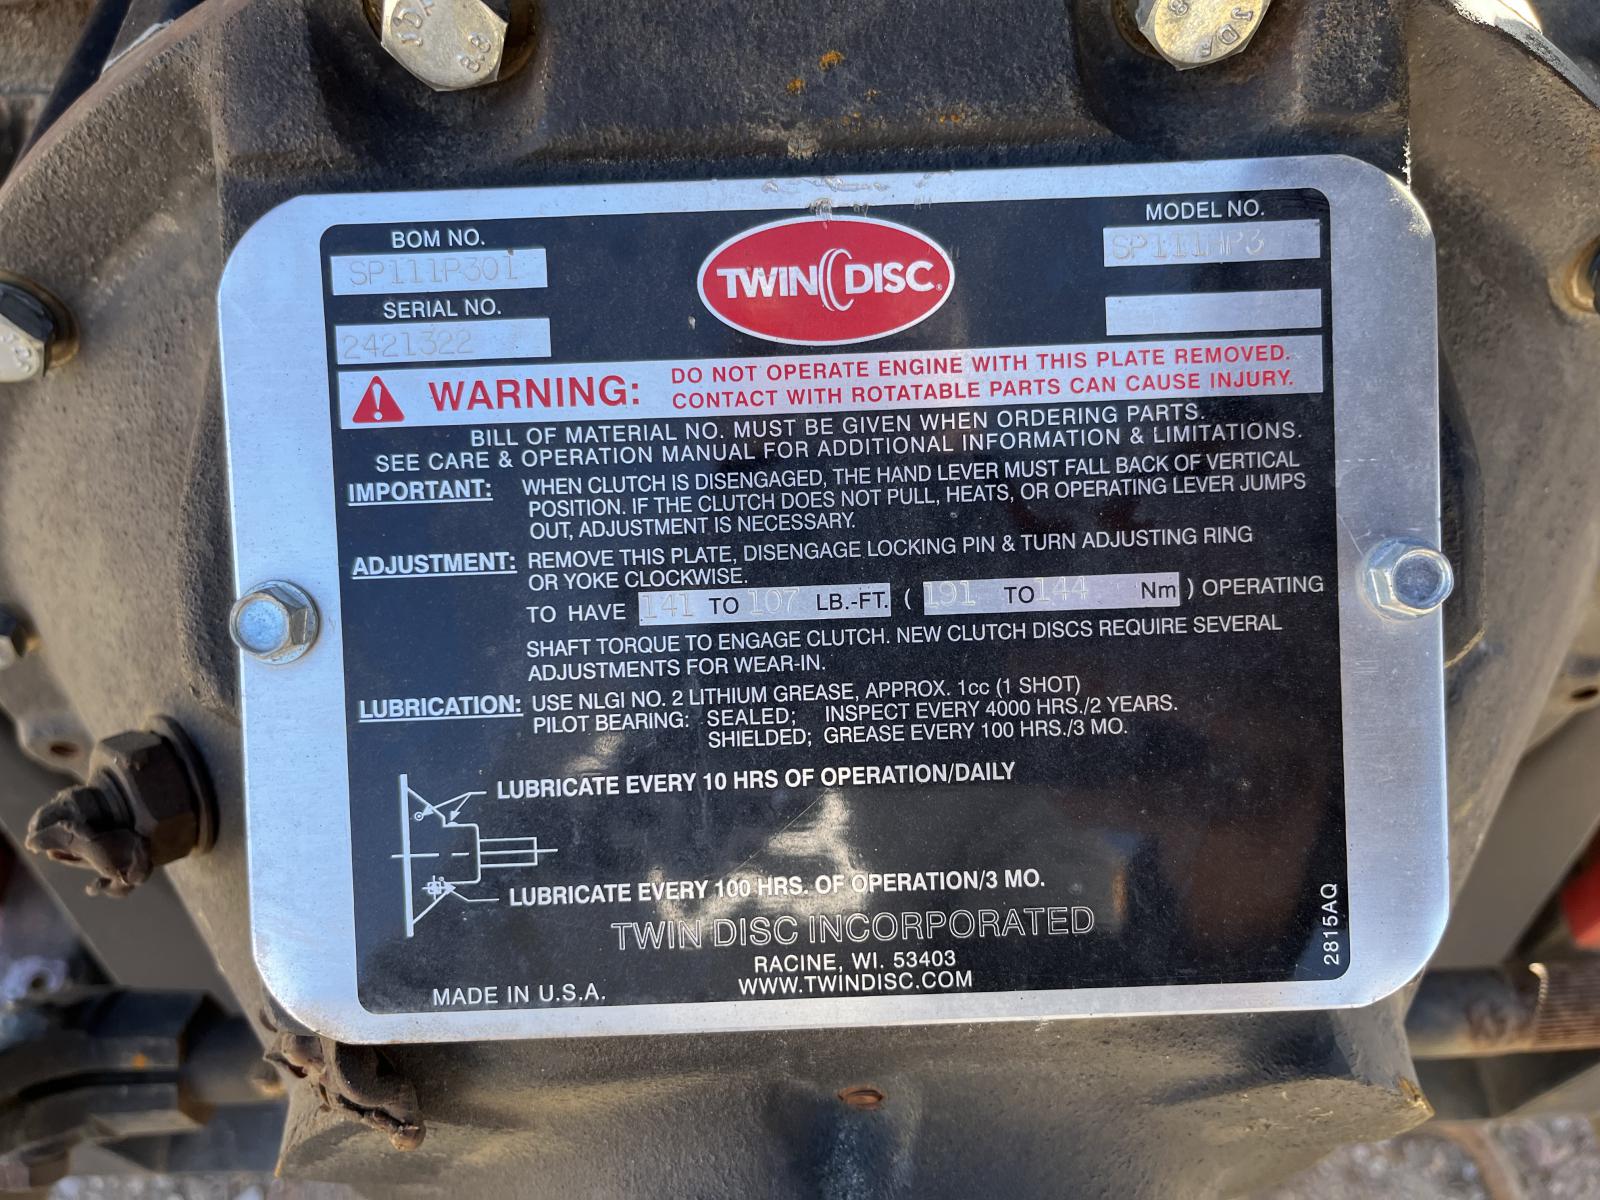 JDA
8.8
8
JDF
BOM NO.
SP111P301
SERIAL NO.
2421322
TWIN DISC
MODEL NO.
SP111HP3
WARNING: DO NOT OPERATE ENGINE WITH THIS PLATE REMOVED.
CONTACT WITH ROTATABLE PARTS CAN CAUSE INJURY.
BILL OF MATERIAL NO. MUST BE GIVEN WHEN ORDERING PARTS.
SEE CARE & OPERATION MANUAL FOR ADDITIONAL INFORMATION & LIMITATIONS.
IMPORTANT: WHEN CLUTCH IS DISENGAGED, THE HAND LEVER MUST FALL BACK OF VERTICAL
POSITION. IF THE CLUTCH DOES NOT PULL, HEATS, OR OPERATING LEVER JUMPS
OUT, ADJUSTMENT IS NECESSARY.
ADJUSTMENT: REMOVE THIS PLATE, DISENGAGE LOCKING PIN & TURN ADJUSTING RING
OR YOKE CLOCKWISE.
TO HAVE 141 TO 107 LB.-FT. ( 191 TO 144 Nm ) OPERATING
SHAFT TORQUE TO ENGAGE CLUTCH. NEW CLUTCH DISCS REQUIRE SEVERAL
ADJUSTMENTS FOR WEAR-IN.
LUBRICATION: USE NLGI NO. 2 LITHIUM GREASE, APPROX. 1cc (1 SHOT)
PILOT BEARING: SEALED; INSPECT EVERY 4000 HRS./2 YEARS.
SHIELDED; GREASE EVERY 100 HRS./3 MO.
LUBRICATE EVERY 10 HRS OF OPERATION/DAILY
LUBRICATE EVERY 100 HRS. OF OPERATION/3 MO.
TWIN DISC INCORPORATED
RACINE, WI. 53403
WWW.TWINDISC.COM
MADE IN U.S.A.
2815AQ